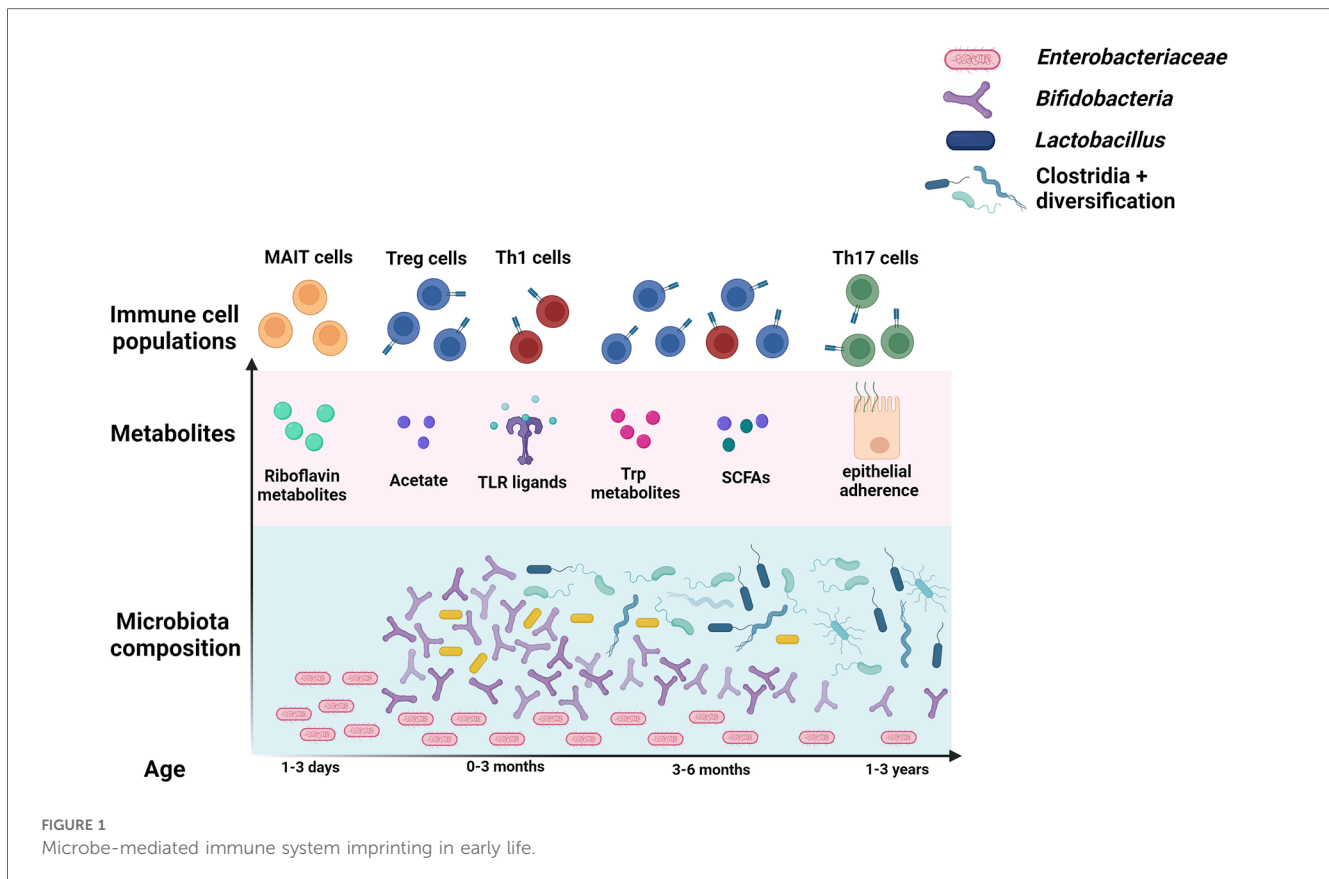 Enterobacteriaceae
Bifidobacteria
Lactobacillus
Clostridia +
diversification
MAIT cells
Treg cells
Th1 cells
Th17 cells
Immune cell
populations
Metabolites
Riboflavin
metabolites
Acetate
TLR ligands
Trp
metabolites
SCFAs
epithelial
adherence
Microbiota
composition
Age
1-3 days
0-3 months
3-6 months
1-3 years
FIGURE 1
Microbe-mediated immune system imprinting in early life.